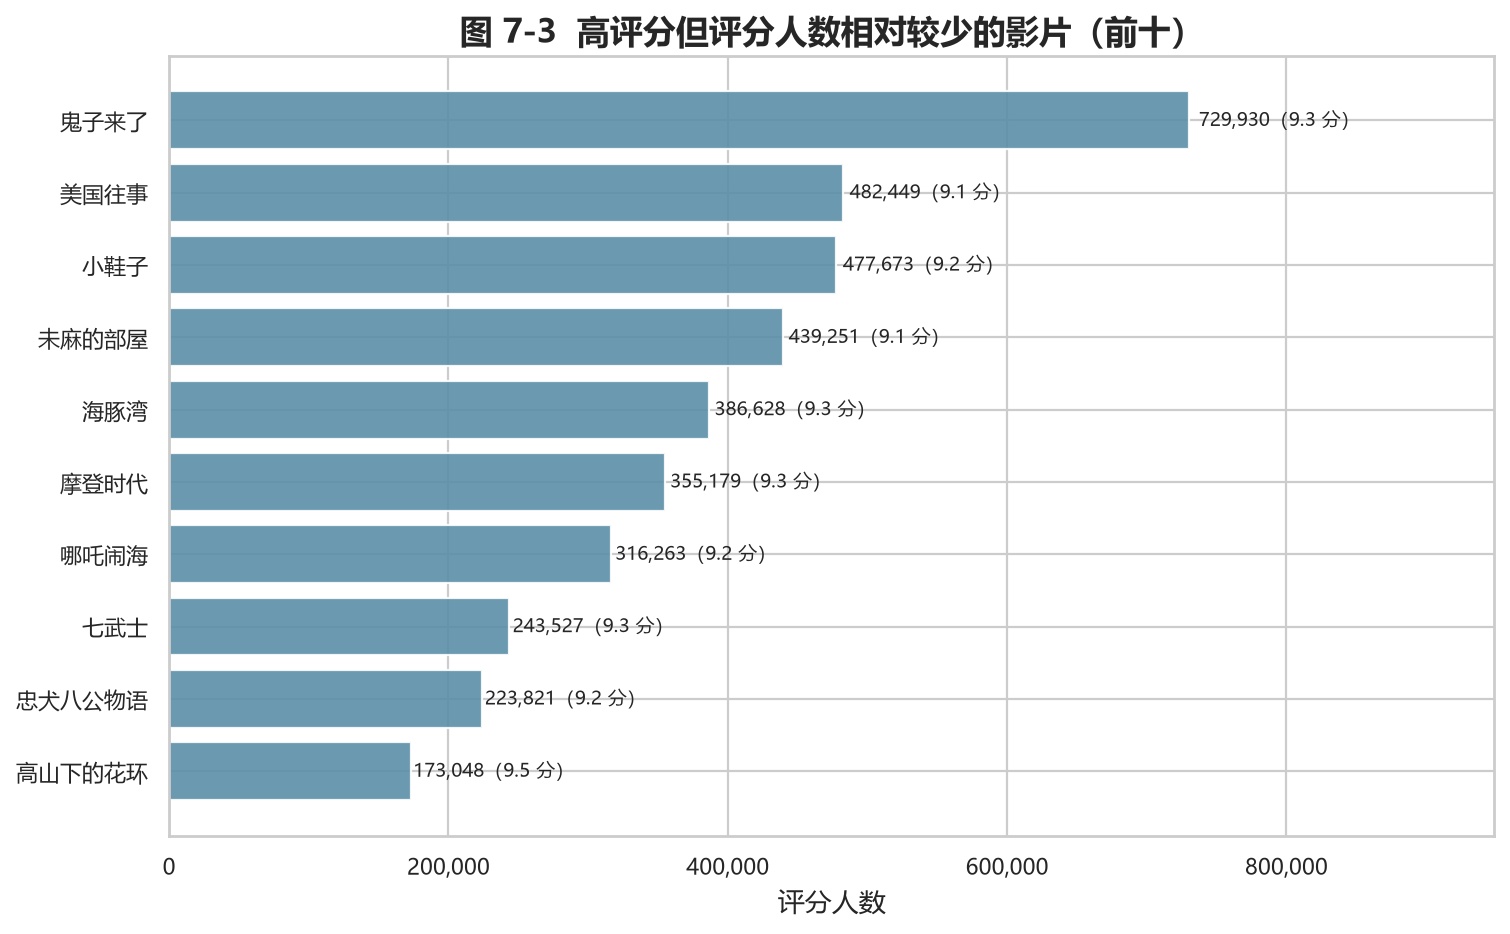 图 7-3 高评分但评分人数相对较少的影片（前十）
鬼子来了 729,930（9.3 分）
美国往事 482,449（9.1 分）
小鞋子 477,673（9.2 分）
未麻的部屋 439,251（9.1 分）
海豚湾 386,628（9.3 分）
摩登时代 355,179（9.3 分）
哪吒闹海 316,263（9.2 分）
七武士 243,527（9.3 分）
忠犬八公物语 223,821（9.2 分）
高山下的花环 173,048（9.5 分）
0 200,000 400,000 600,000 800,000
评分人数